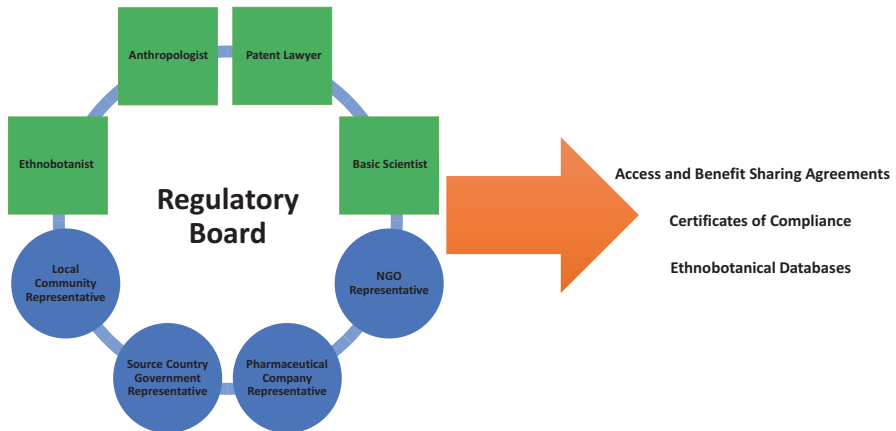 Anthropologist
Patent Lawyer
Ethnobotanist
Basic Scientist
Regulatory
Board
Local
Community
Representative
NGO
Representative
Source Country
Government
Representative
Pharmaceutical
Company
Representative
Access and Benefit Sharing Agreements
Certificates of Compliance
Ethnobotanical Databases